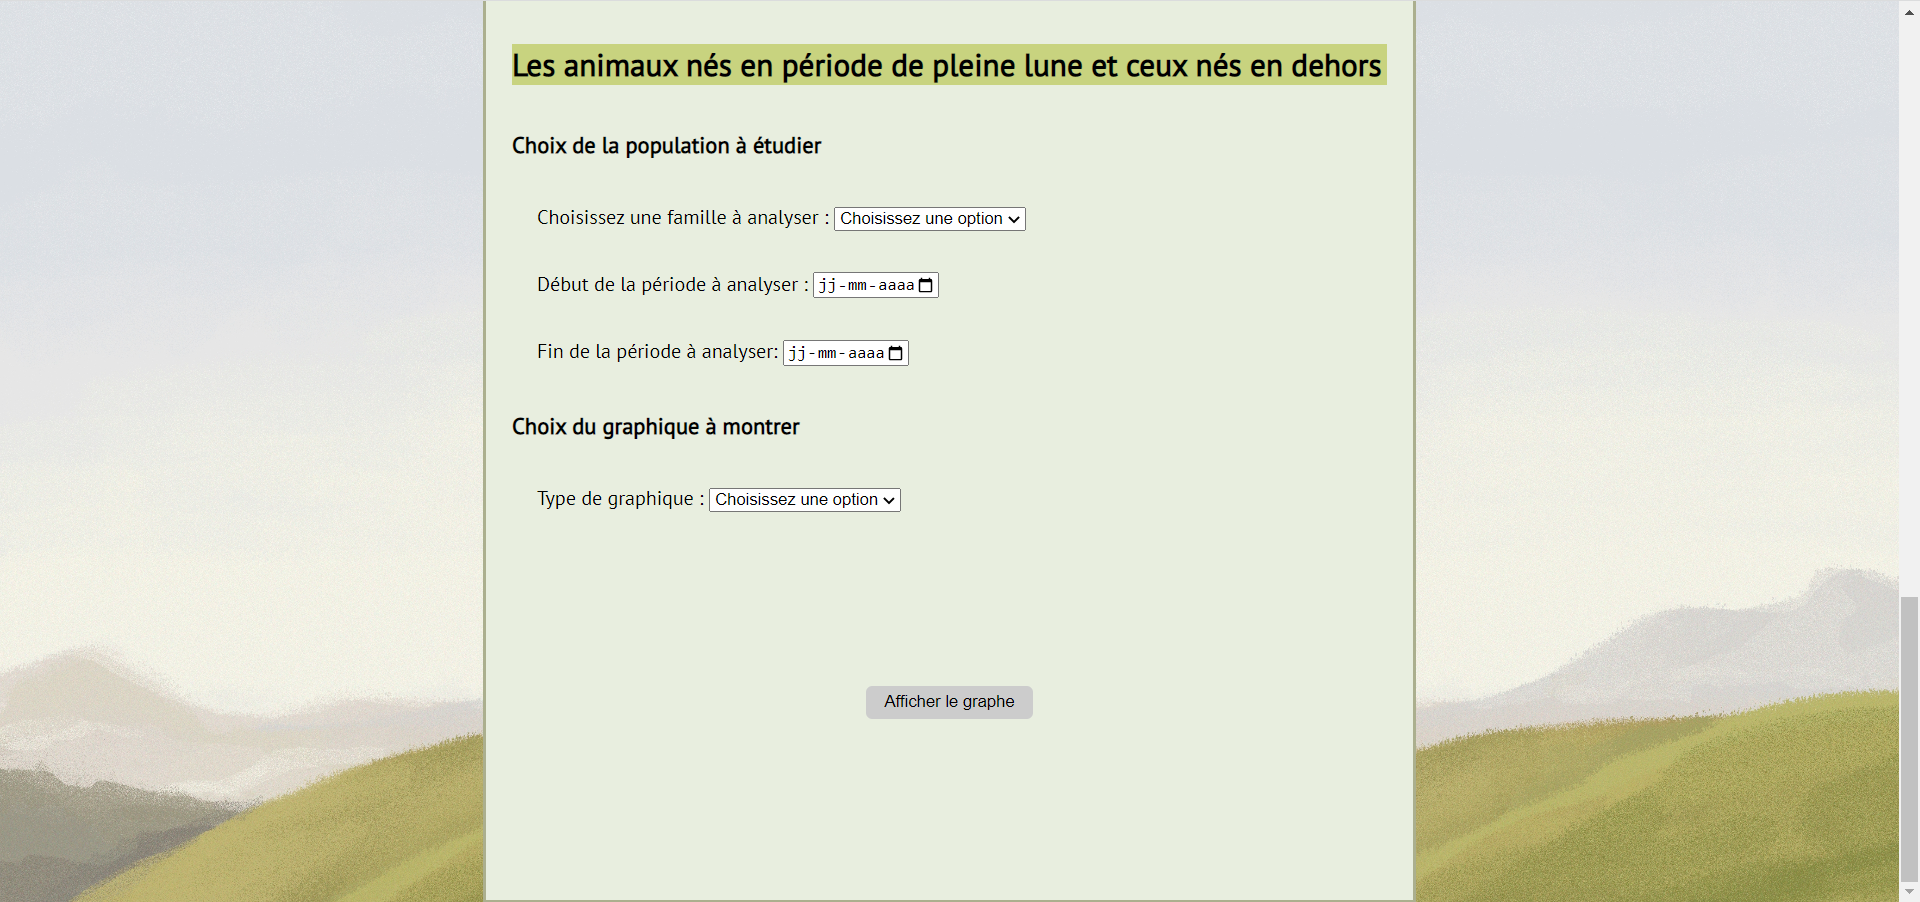 Les animaux nés en période de pleine lune et ceux nés en dehors
Choix de la population à étudier
Choisissez une famille à analyser : Choisissez une option
Début de la période à analyser : jj-mm-aaaa
Fin de la période à analyser: jj-mm-aaaa
Choix du graphique à montrer
Type de graphique : Choisissez une option
Afficher le graphe